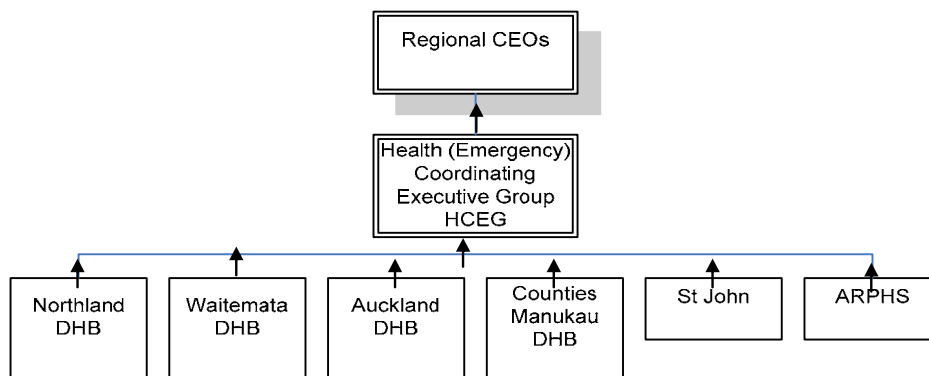 Regional CEOs
Health (Emergency)
Coordinating
Executive Group
HCEG
Northland
DHB
Waitemata
DHB
Auckland
DHB
Counties
Manukau
DHB
St John
ARPHS